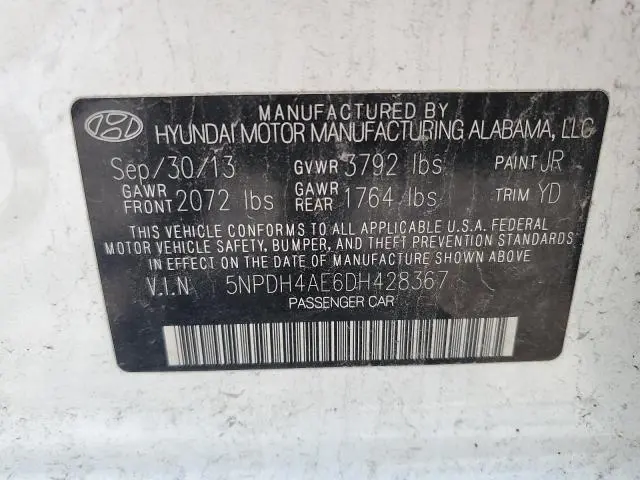 MANUFACTURED BY
HYUNDAI MOTOR MANUFACTURING ALABAMA, LLC
Sep/30/13 GVWR 3792 lbs PAINT JR
GAWR FRONT 2072 lbs GAWR REAR 1764 lbs TRIM YD
THIS VEHICLE CONFORMS TO ALL APPLICABLE U.S.A. FEDERAL
MOTOR VEHICLE SAFETY, BUMPER, AND THEFT PREVENTION STANDARDS
IN EFFECT ON THE DATE OF MANUFACTURE SHOWN ABOVE
V.I.N 5NPDH4AE6DH428367
PASSENGER CAR